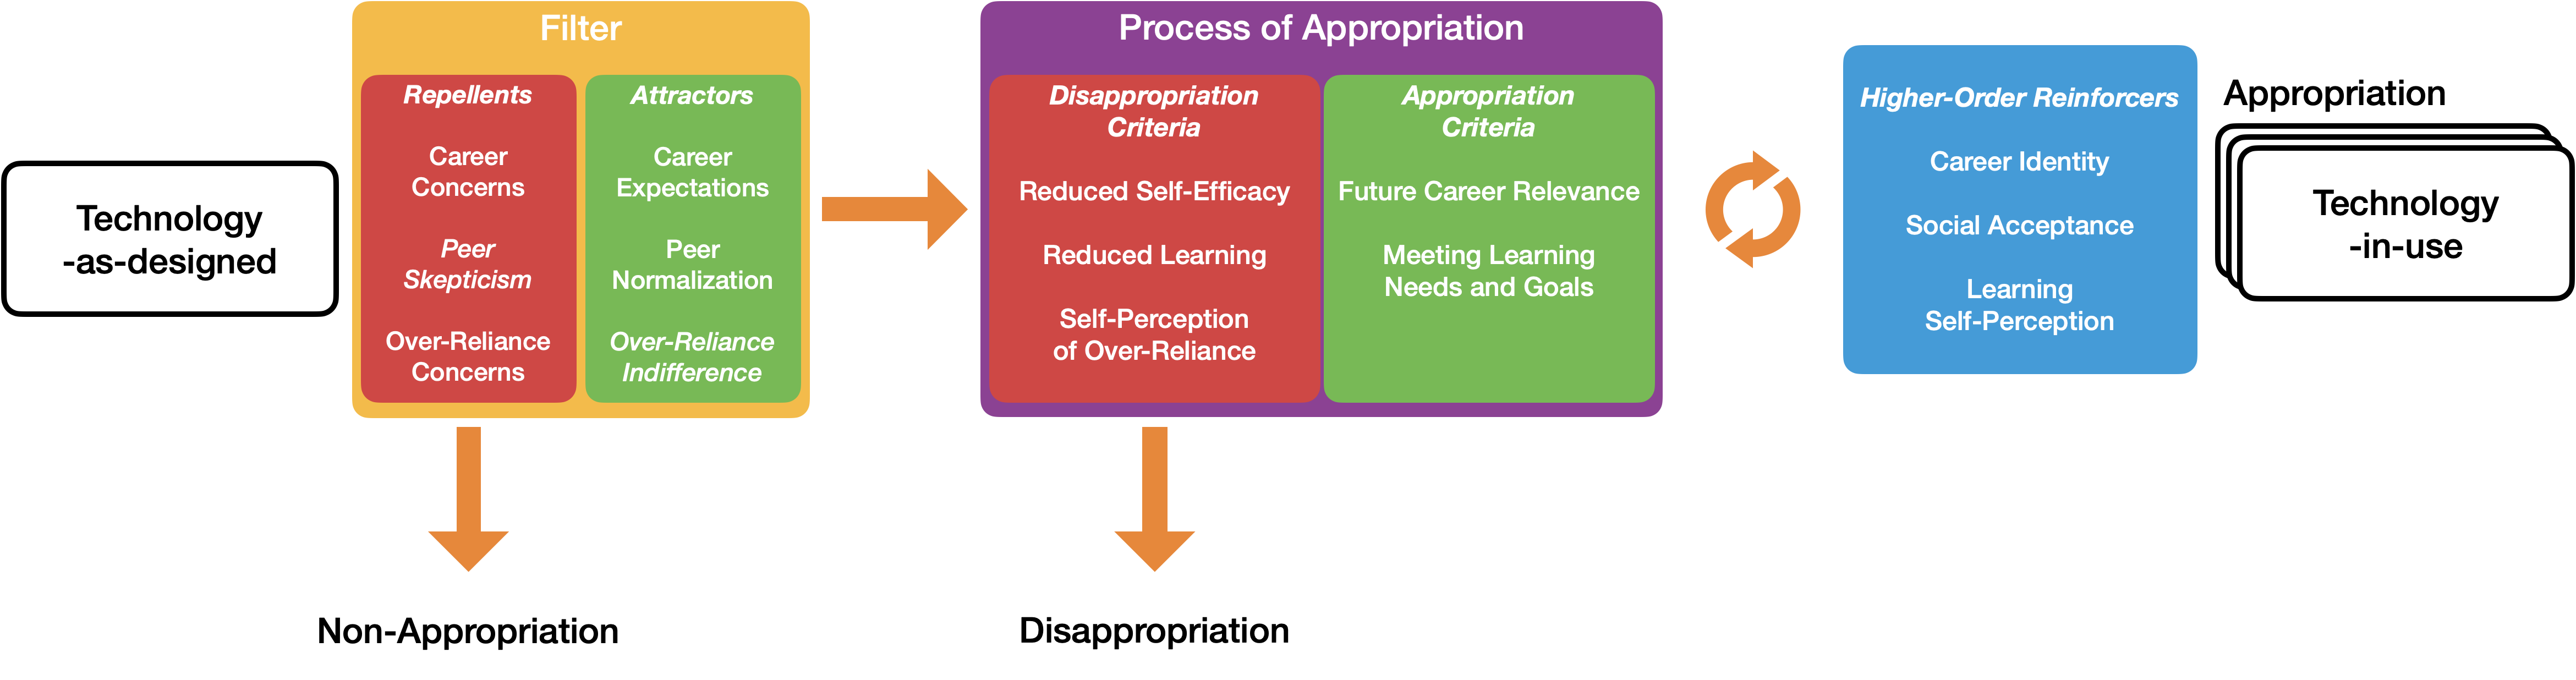 Technology
-as-designed
Filter
Repellents
Career
Concerns
Peer
Skepticism
Over-Reliance
Concerns
Attractors
Career
Expectations
Peer
Normalization
Over-Reliance
Indifference
Non-Appropriation
Process of Appropriation
Disappropriation
Criteria
Reduced Self-Efficacy
Reduced Learning
Self-Perception
of Over-Reliance
Appropriation
Criteria
Future Career Relevance
Meeting Learning
Needs and Goals
Disappropriation
Higher-Order Reinforcers
Career Identity
Social Acceptance
Learning
Self-Perception
Appropriation
Technology
-in-use